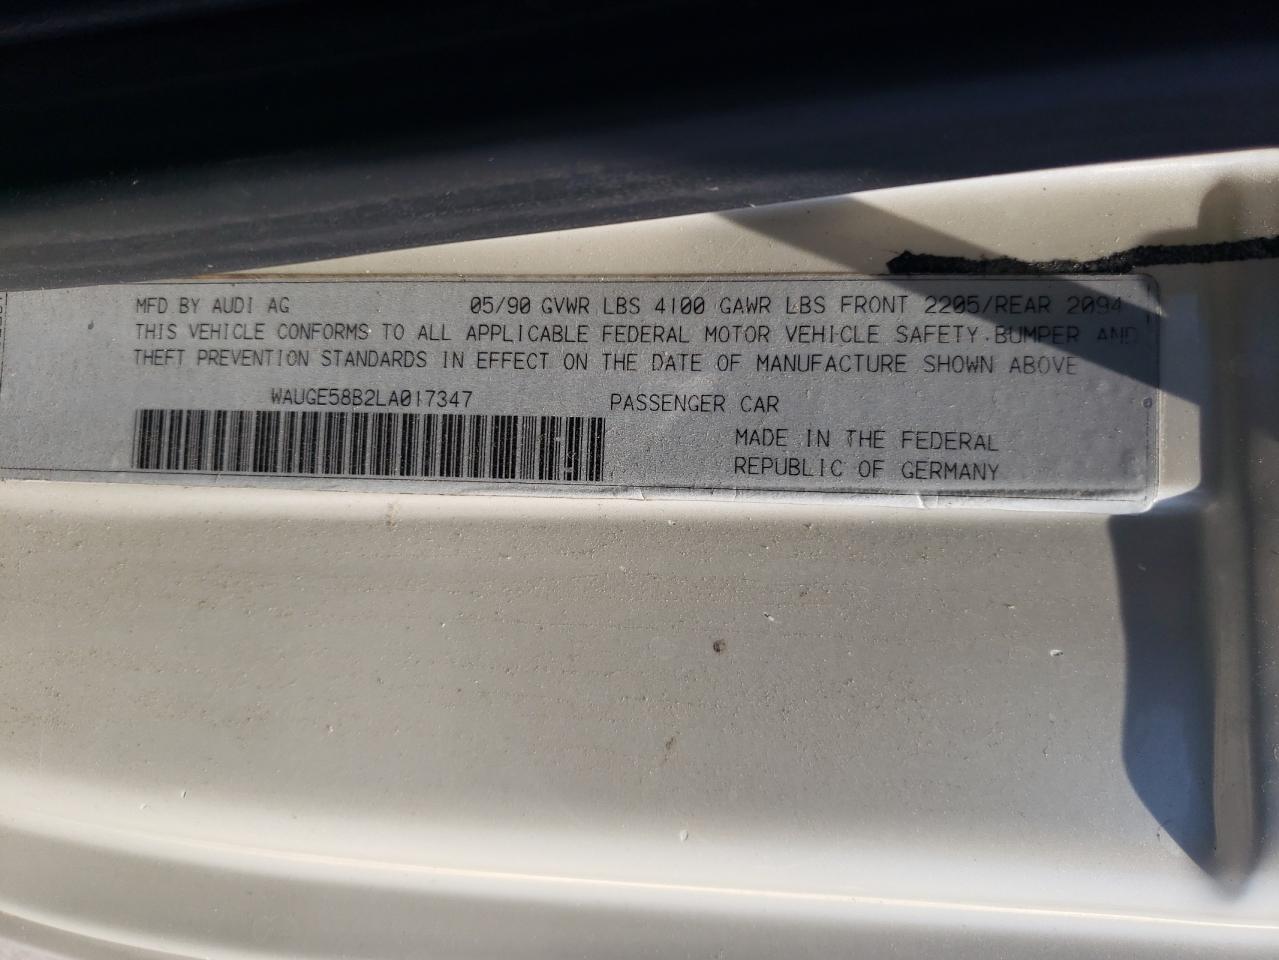 MFD BY AUDI AG 05/90 GVWR LBS 4100 GAWR LBS FRONT 2205/REAR 2094
THIS VEHICLE CONFORMS TO ALL APPLICABLE FEDERAL MOTOR VEHICLE SAFETY, BUMPER AND
THEFT PREVENTION STANDARDS IN EFFECT ON THE DATE OF MANUFACTURE SHOWN ABOVE
WAUGE58B2LA017347 PASSENGER CAR
MADE IN THE FEDERAL
REPUBLIC OF GERMANY